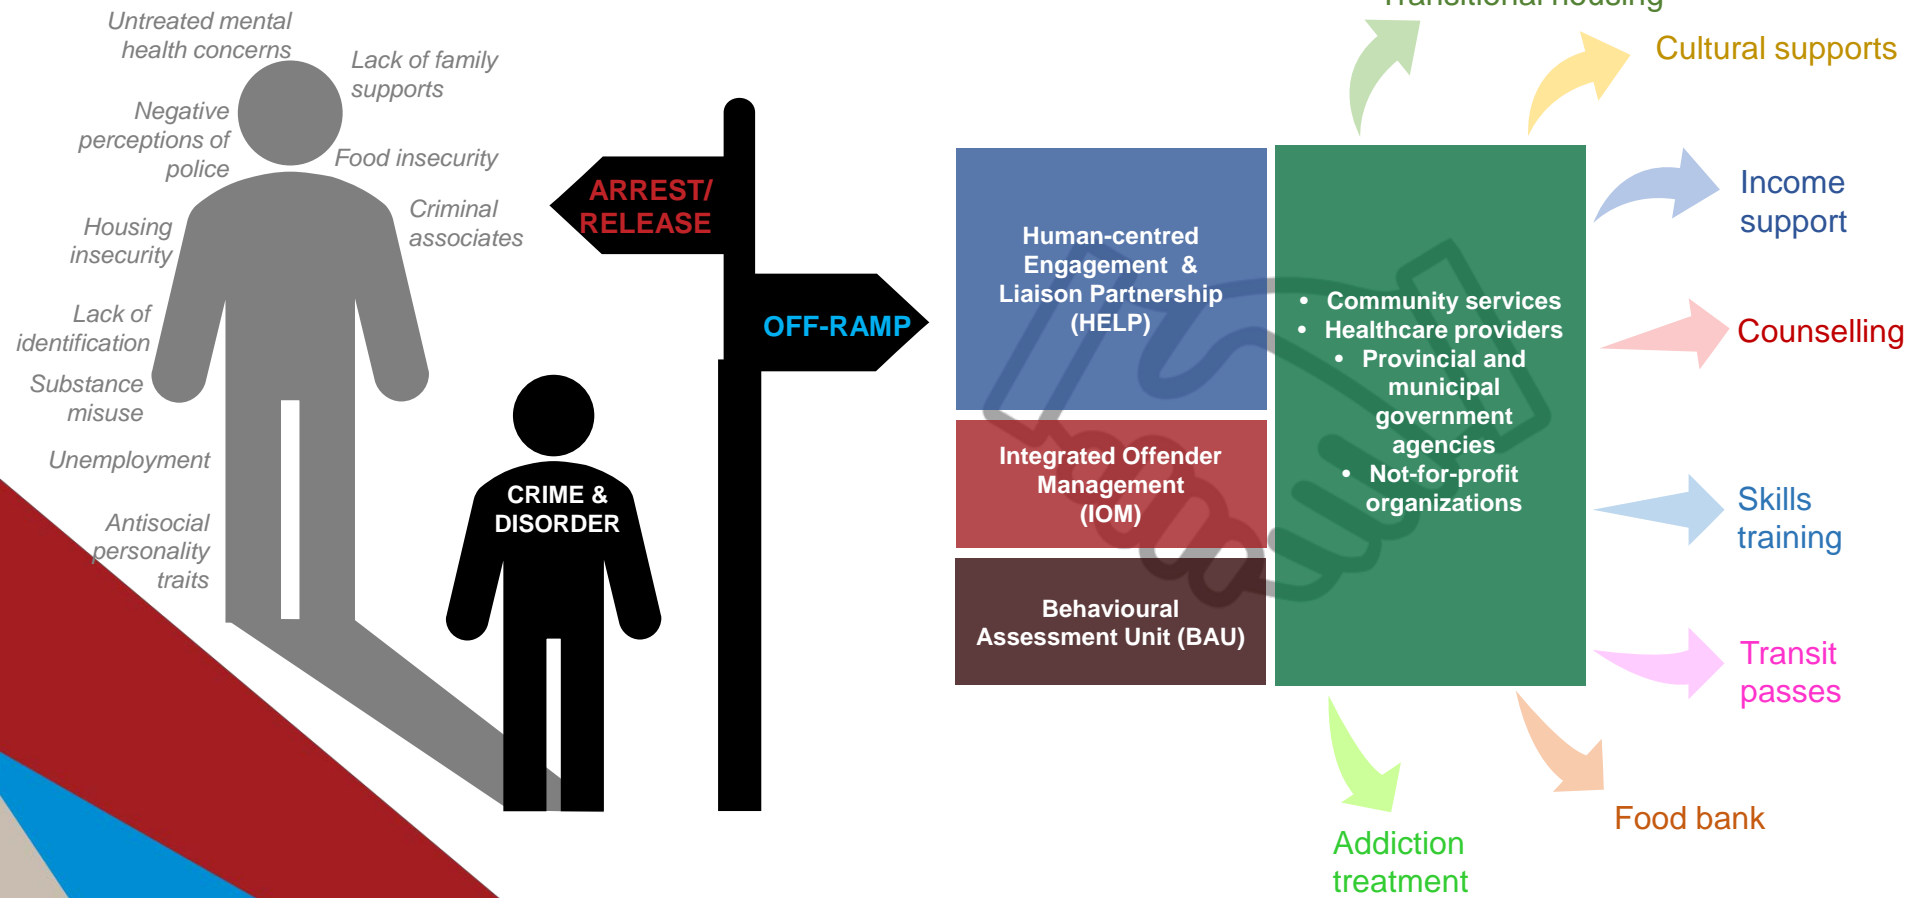 Untreated mental
health concerns
Lack of family
supports
Negative
perceptions of
police
Food insecurity
Criminal
associates
Housing
insecurity
Lack of
identification
Substance
misuse
Unemployment
Antisocial
personality
traits
CRIME &
DISORDER
ARREST/
RELEASE
OFF-RAMP
Human-centred
Engagement &
Liaison Partnership
(HELP)
Integrated Offender
Management
(IOM)
Behavioural
Assessment Unit (BAU)
• Community services
• Healthcare providers
• Provincial and
municipal
government
agencies
• Not-for-profit
organizations
Transitional housing
Cultural supports
Income
support
Counselling
Skills
training
Transit
passes
Food bank
Addiction
treatment